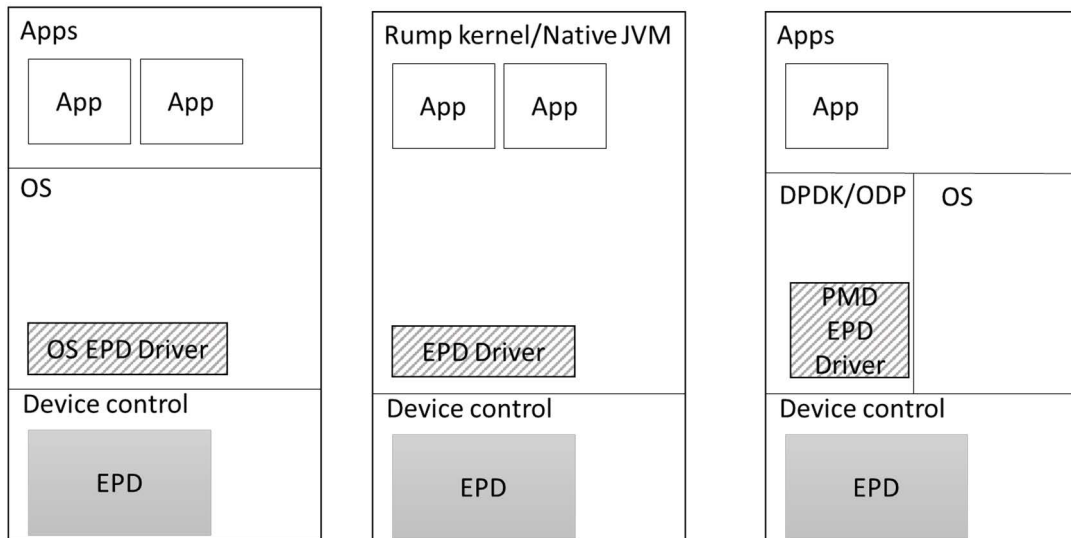 Apps
App
App
OS
OS EPD Driver
Device control
EPD
Rump kernel/Native JVM
App
App
EPD Driver
Device control
EPD
Apps
App
DPDK/ODP
OS
PMD
EPD
Driver
Device control
EPD